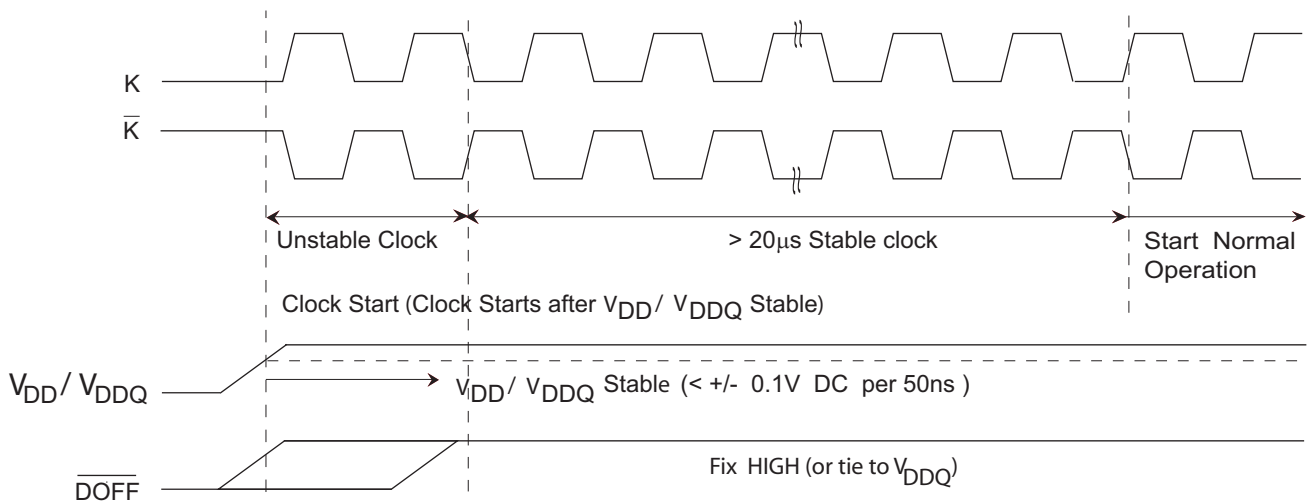 K
K̅
Unstable Clock
> 20μs Stable clock
Start Normal
Operation
Clock Start (Clock Starts after VDD/ VDDQ Stable)
VDD/ VDDQ
VDD/ VDDQ Stable (< +/- 0.1V DC per 50ns )
D̅O̅F̅F̅
Fix HIGH (or tie to VDDQ)